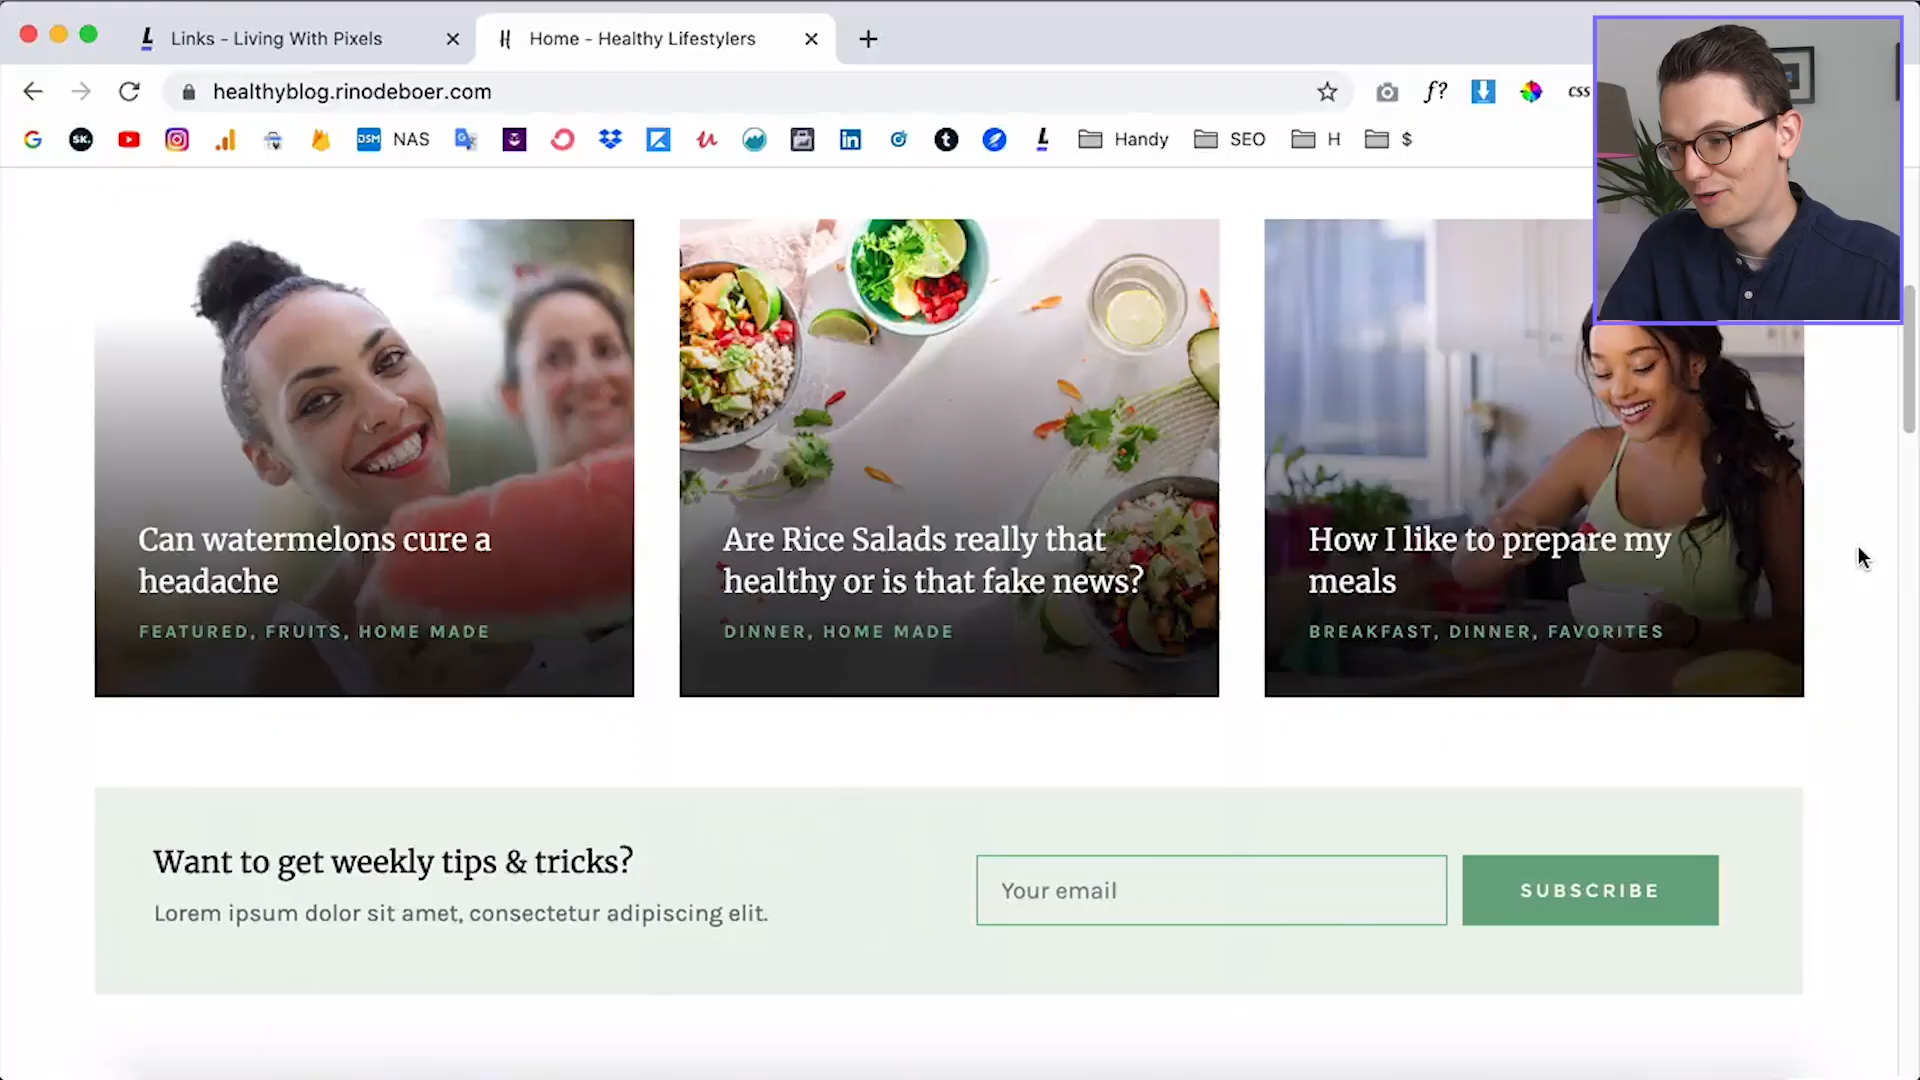 Links - Living With Pixels
Home - Healthy Lifestylers
healthyblog.rinodeboer.com
f?
css
SK.
DSM
NAS
Handy
SEO
H
$
Can watermelons cure a
headache
FEATURED, FRUITS, HOME MADE
Are Rice Salads really that
healthy or is that fake news?
DINNER, HOME MADE
How I like to prepare my
meals
BREAKFAST, DINNER, FAVORITES
Want to get weekly tips & tricks?
Lorem ipsum dolor sit amet, consectetur adipiscing elit.
Your email
SUBSCRIBE